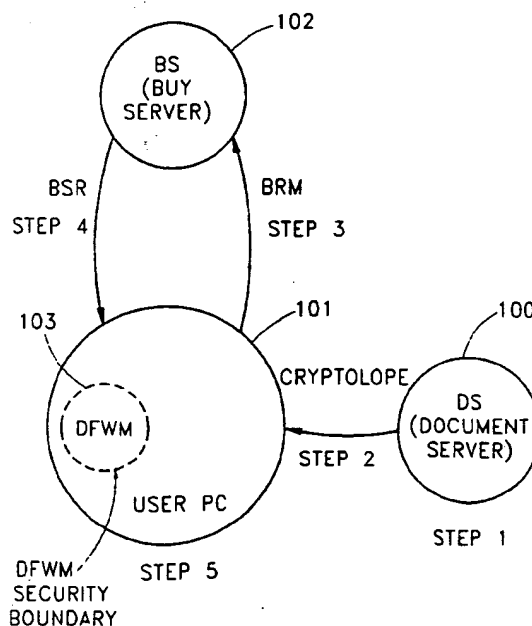 102
BS
(BUY
SERVER)
BSR
BRM
STEP 4
STEP 3
103
101
100
CRYPTOLOPE
DFWM
DS
(DOCUMENT
SERVER)
STEP 2
USER PC
STEP 1
DFWM
SECURITY
BOUNDARY
STEP 5